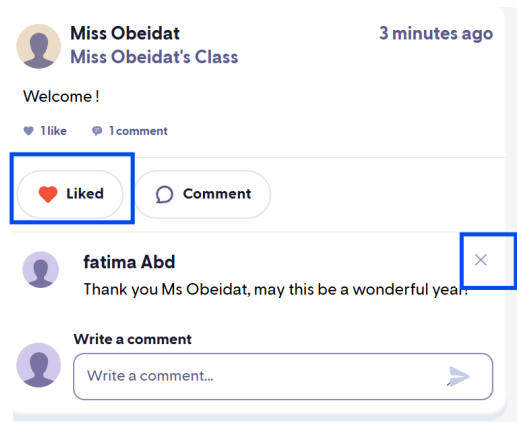 Miss Obeidat
3 minutes ago
Miss Obeidat's Class
Welcome !
1 like
1 comment
Liked
Comment
fatima Abd
Thank you Ms Obeidat, may this be a wonderful year!
Write a comment
Write a comment...